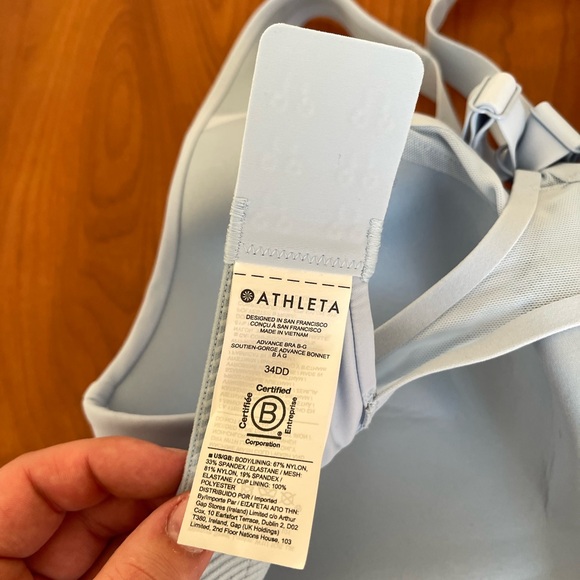 ATHLETA
DESIGNED IN SAN FRANCISCO
CONÇU À SAN FRANCISCO
MADE IN VIETNAM
ADVANCE BRA B-G
SOUTIEN-GORGE ADVANCE BONNET
B À G
34DD
Certified
Certifiée
B
Entreprise
Corporation
US/GB: BODY/LINING: 67% NYLON,
33% SPANDEX / ELASTANE / MESH:
81% NYLON, 19% SPANDEX /
ELASTANE / CUP LINING: 100%
POLYESTER
DISTRIBUIDO POR / Imported
By/Importe Par / ΕΙΣΑΓΕΤΑΙ ΑΠΟ ΤΗΝ:
Gap Stores (Ireland) Limited c/o Arthur
Cox, 10 Earlsfort Terrace, Dublin 2, D02
T380, Ireland, Gap (UK Holdings)
Limited, 2nd Floor Nations House, 103